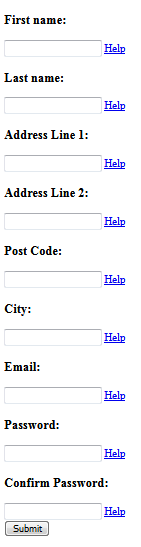 First name:
Help
Last name:
Help
Address Line 1:
Help
Address Line 2:
Help
Post Code:
Help
City:
Help
Email:
Help
Password:
Help
Confirm Password:
Help
Submit